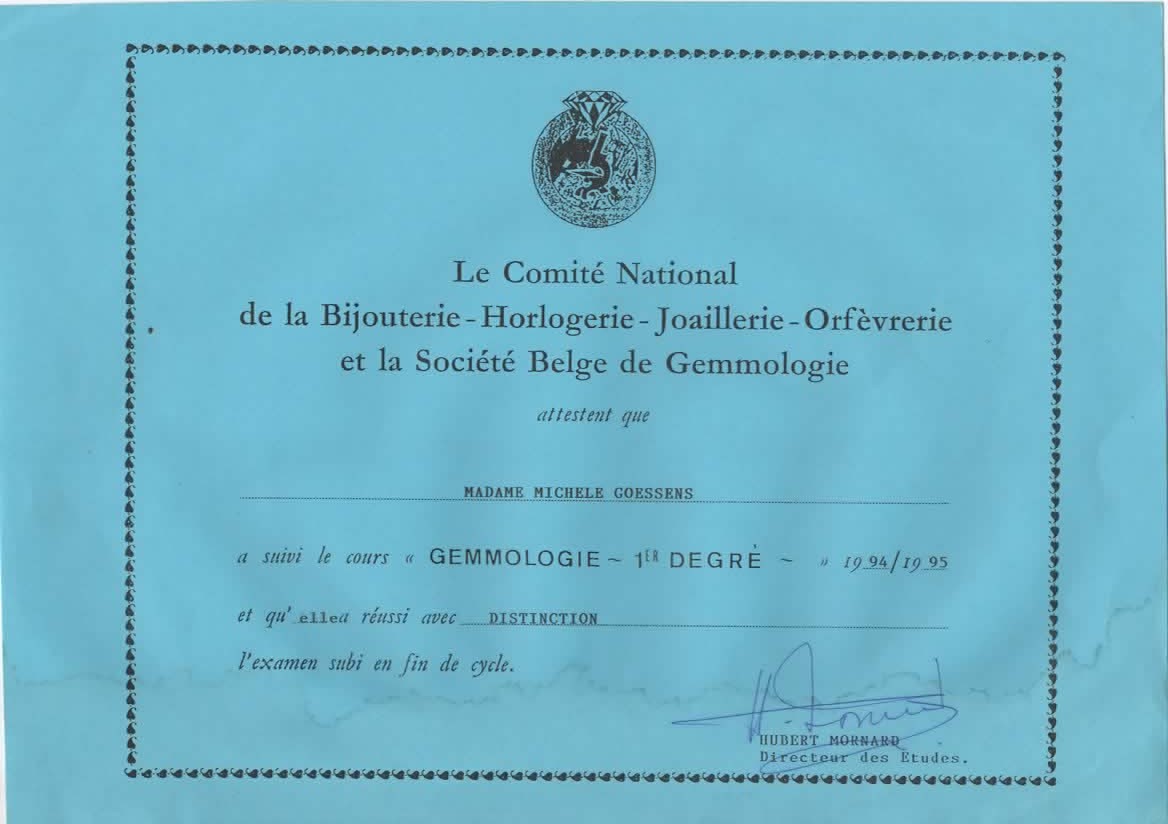 Le Comité National
de la Bijouterie-Horlogerie-Joaillerie-Orfèvrerie
et la Société Belge de Gemmologie
attestent que
MADAME MICHELE GOESSENS
a suivi le cours « GEMMOLOGIE ~ 1ER DEGRÉ ~ » 1994/1995
et qu'elle a réussi avec DISTINCTION
l'examen subi en fin de cycle.
H. Mornard
HUBERT MORNARD
Directeur des Etudes.